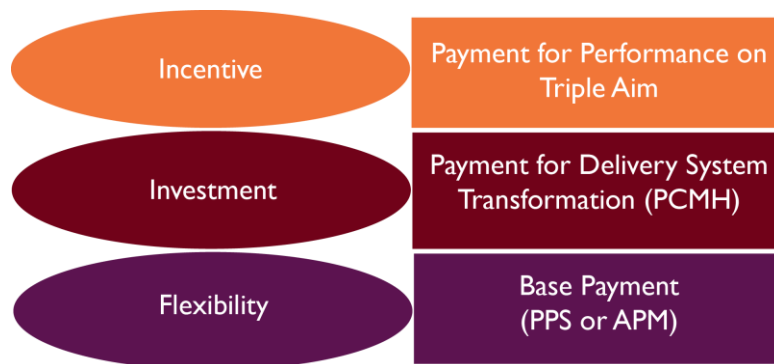 Incentive
Payment for Performance on
Triple Aim
Investment
Payment for Delivery System
Transformation (PCMH)
Flexibility
Base Payment
(PPS or APM)